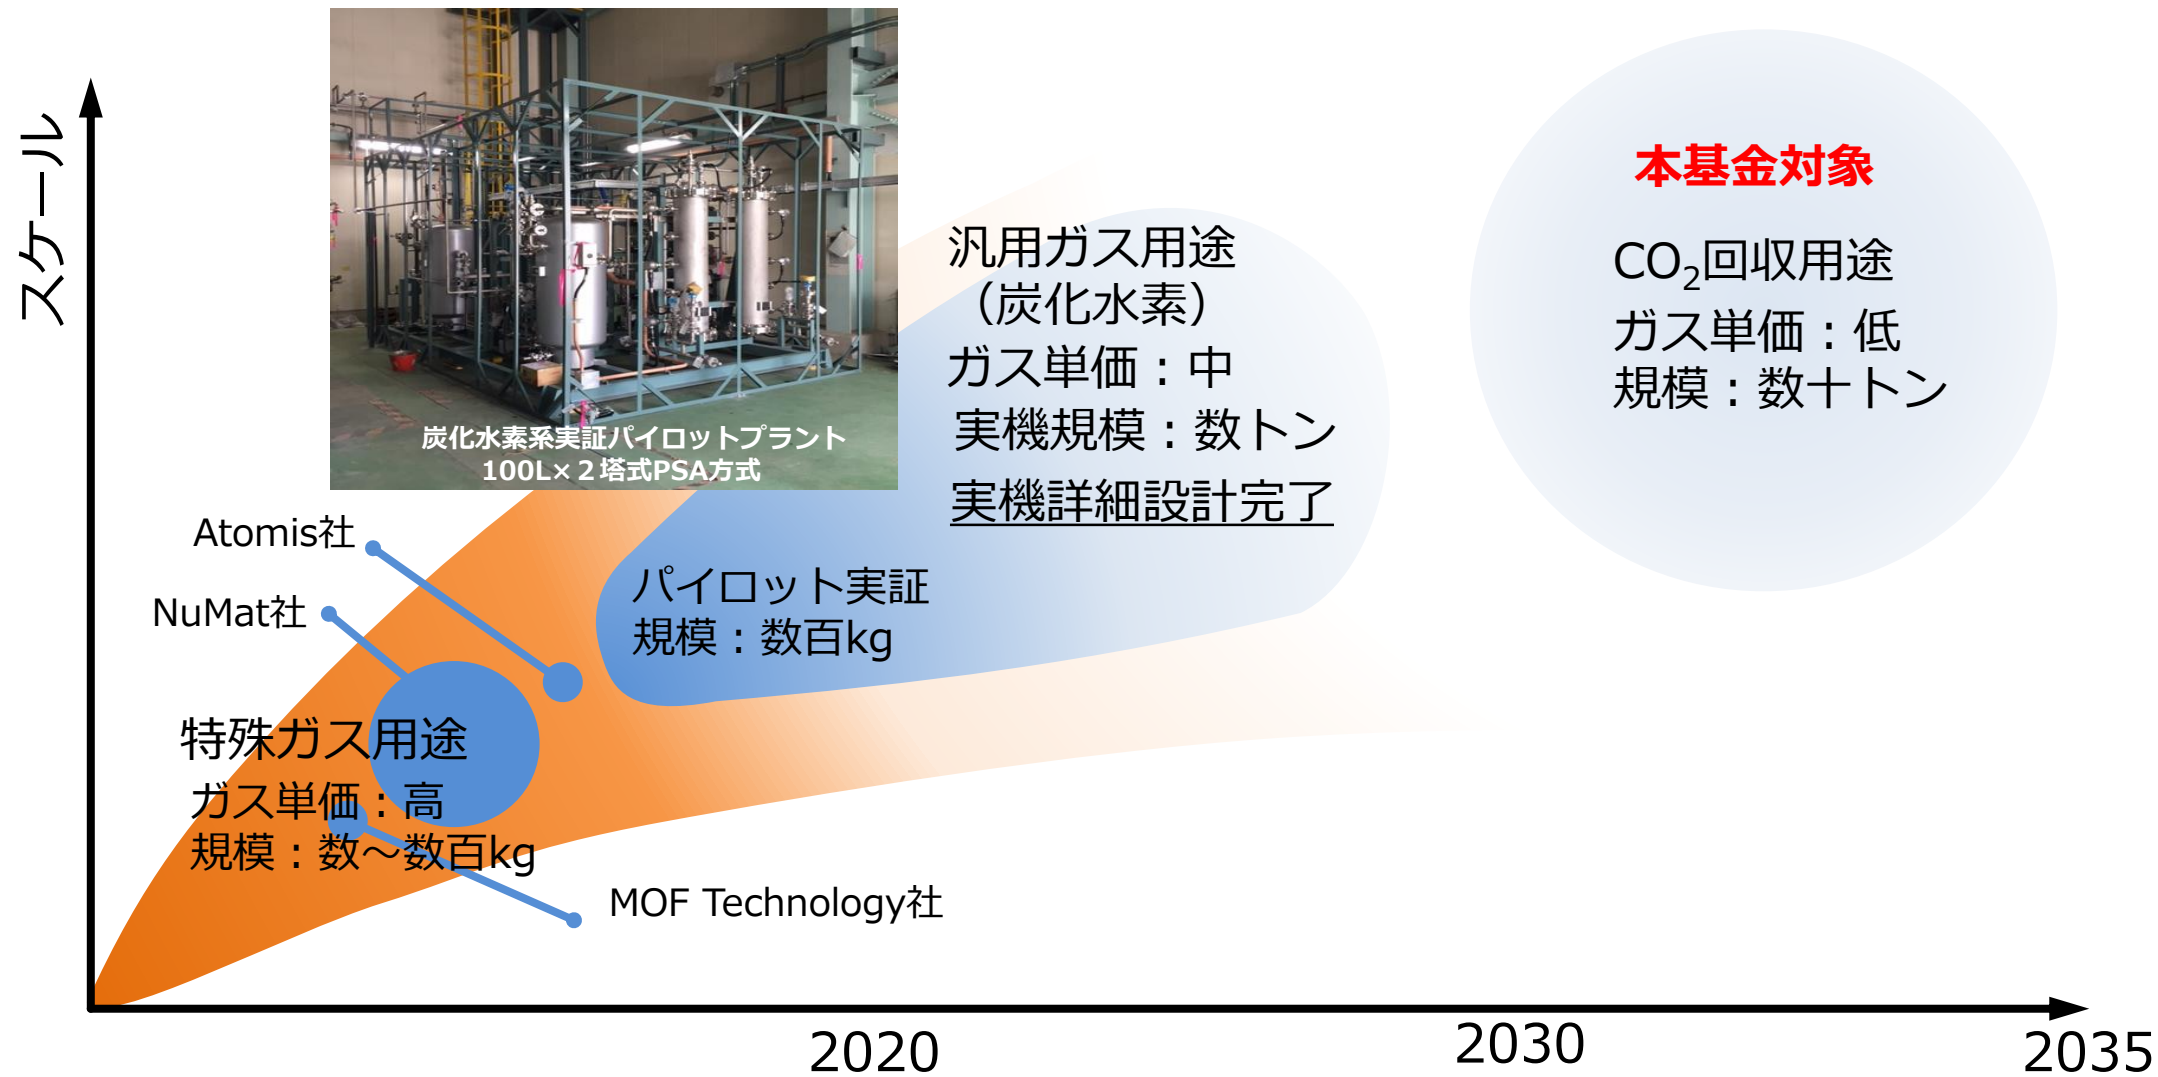 スケール
炭化水素系実証パイロットプラント
100L×２塔式PSA方式
本基金対象
CO₂回収用途
ガス単価：低
規模：数十トン
汎用ガス用途
（炭化水素）
ガス単価：中
実機規模：数トン
実機詳細設計完了
パイロット実証
規模：数百kg
Atomis社
NuMat社
特殊ガス用途
ガス単価：高
規模：数～数百kg
MOF Technology社
2020
2030
2035